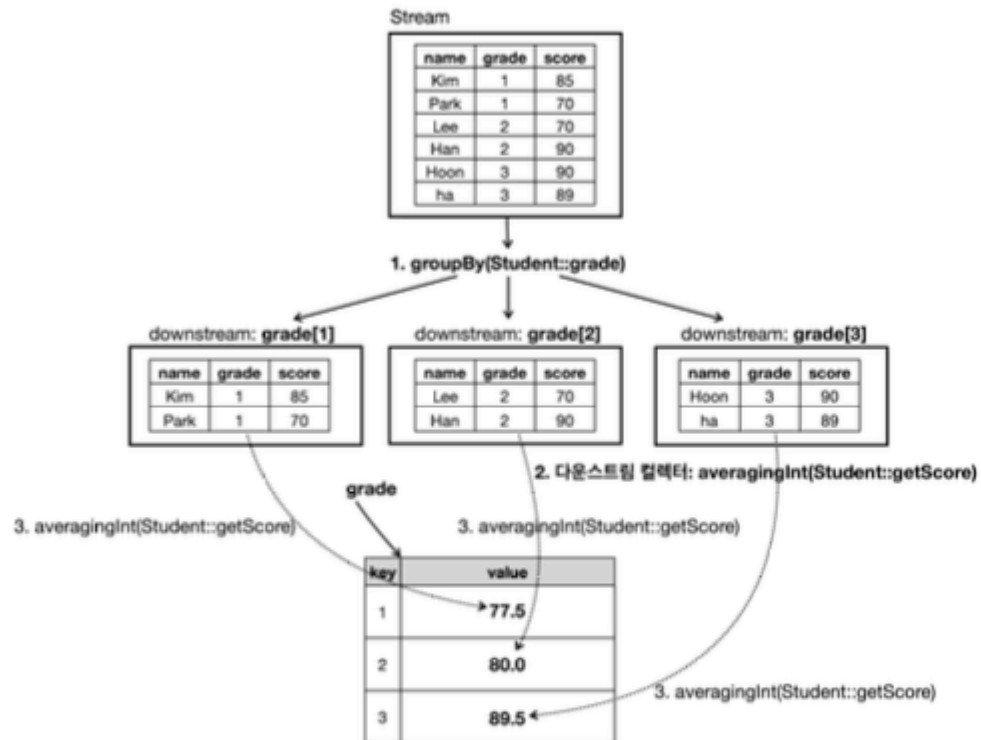 Stream
name grade score
Kim 1 85
Park 1 70
Lee 2 70
Han 2 90
Hoon 3 90
ha 3 89
1. groupBy(Student::grade)
downstream: grade[1]
name grade score
Kim 1 85
Park 1 70
downstream: grade[2]
name grade score
Lee 2 70
Han 2 90
downstream: grade[3]
name grade score
Hoon 3 90
ha 3 89
2. 다운스트림 컬렉터: averagingInt(Student::getScore)
grade
3. averagingInt(Student::getScore)
3. averagingInt(Student::getScore)
key value
1 77.5
2 80.0
3 89.5
3. averagingInt(Student::getScore)